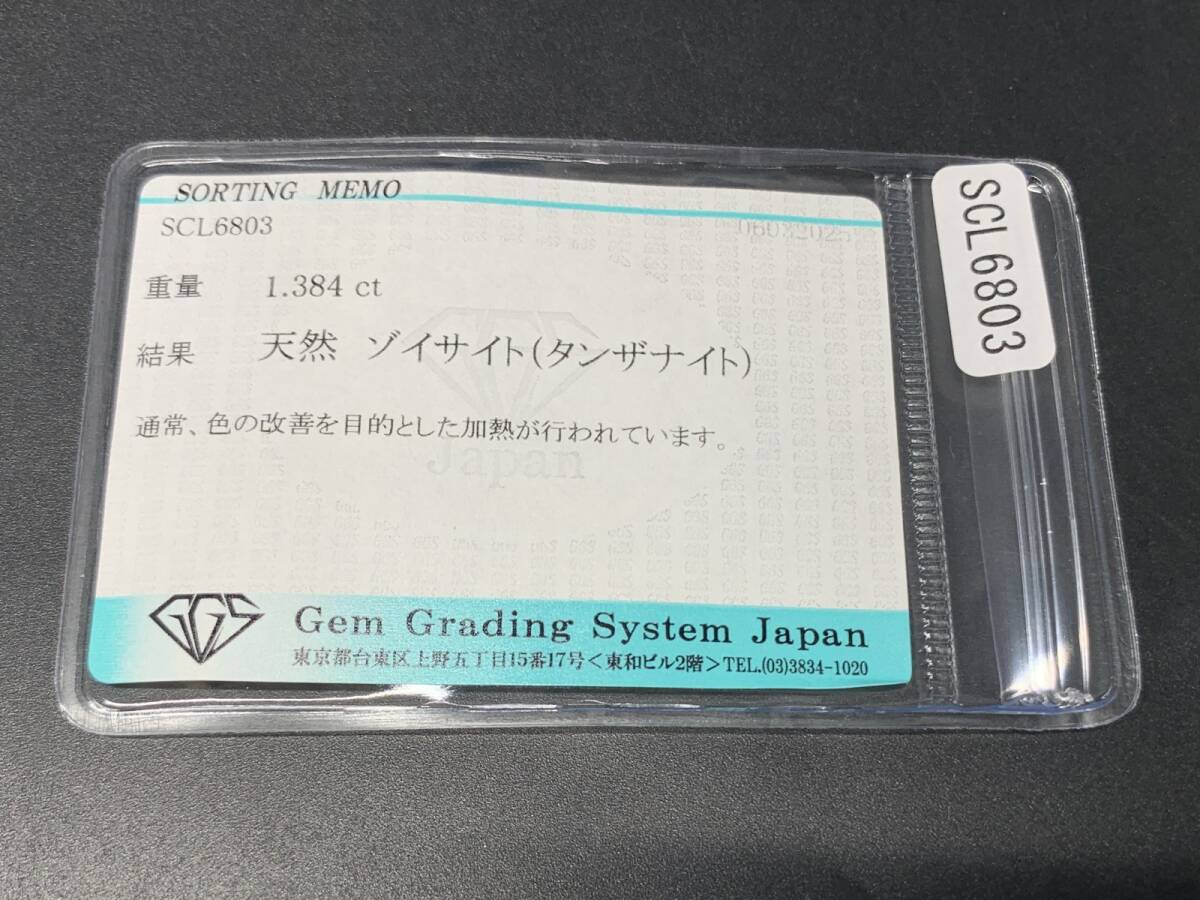 SORTING MEMO
SCL6803
重量 1.384 ct
結果 天然 ゾイサイト(タンザナイト)
通常、色の改善を目的とした加熱が行われています。
GGS
Japan
GGS
Gem Grading System Japan
東京都台東区上野五丁目15番17号<東和ビル2階>TEL.(03)3834-1020
SCL6803